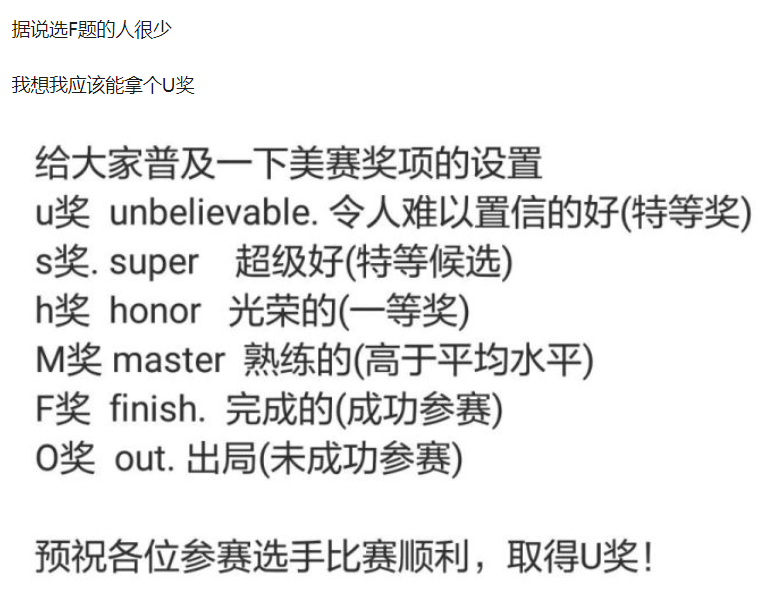 据说选F题的人很少
我想我应该能拿个U奖
给大家普及一下美赛奖项的设置
u奖 unbelievable. 令人难以置信的好(特等奖)
s奖. super 超级好(特等候选)
h奖 honor 光荣的(一等奖)
M奖 master 熟练的(高于平均水平)
F奖 finish. 完成的(成功参赛)
O奖 out. 出局(未成功参赛)
预祝各位参赛选手比赛顺利，取得U奖！